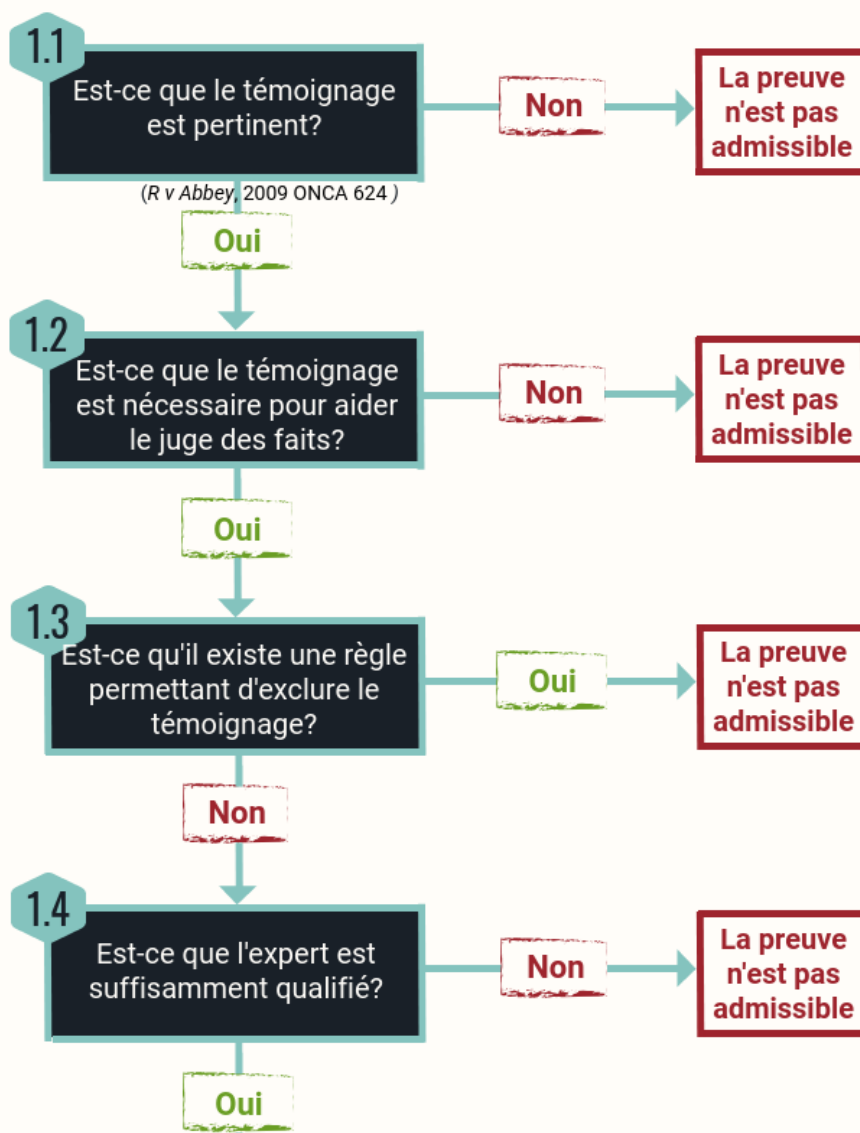 1.1
Est-ce que le témoignage
est pertinent?
Non
La preuve
n'est pas
admissible
(R v Abbey, 2009 ONCA 624 )
Oui
1.2
Est-ce que le témoignage
est nécessaire pour aider
le juge des faits?
Non
La preuve
n'est pas
admissible
Oui
1.3
Est-ce qu'il existe une règle
permettant d'exclure le
témoignage?
Oui
La preuve
n'est pas
admissible
Non
1.4
Est-ce que l'expert est
suffisamment qualifié?
Non
La preuve
n'est pas
admissible
Oui